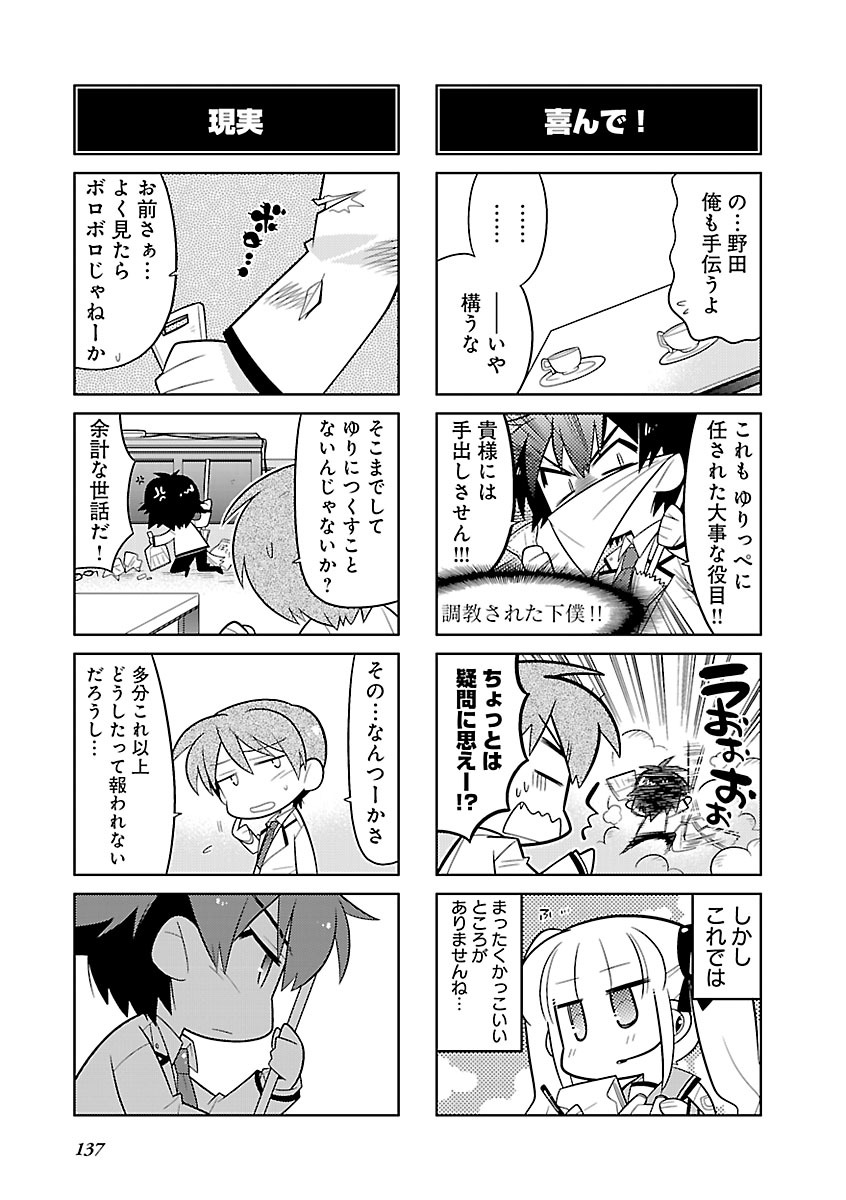 喜んで！
の…野田
俺も手伝うよ
……
……
──いや
構うな
これも ゆりっぺに
任された大事な役目!!
貴様には
手出しさせん!!!
調教された下僕!!
うおぉおぉ
ちょっとは
疑問に思えー!?
しかし
これでは
ふぅ
まったくかっこいい
ところが
ありませんね…
現実
ボロ…
お前さぁ…
よく見たら
ボロボロじゃねーか
そこまでして
ゆりにつくすこと
ないんじゃないか?
余計な世話だ!
その…なんつーかさ
多分これ以上
どうしたって報われない
だろうし…
137